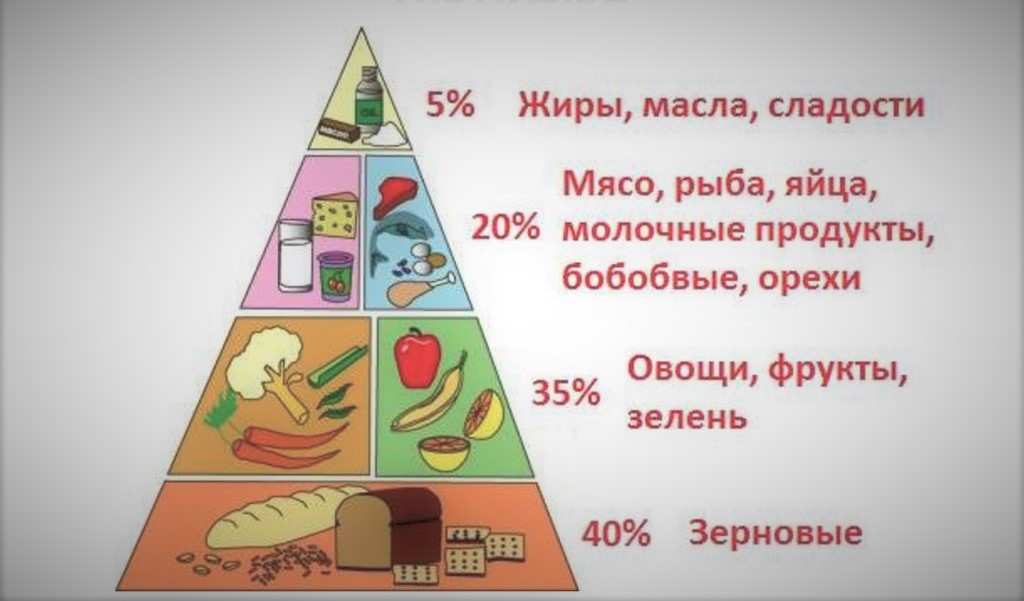 5% Жиры, масла, сладости
OIL
масло
20% Мясо, рыба, яйца,
молочные продукты,
бобобвые, орехи
35% Овощи, фрукты,
зелень
40% Зерновые